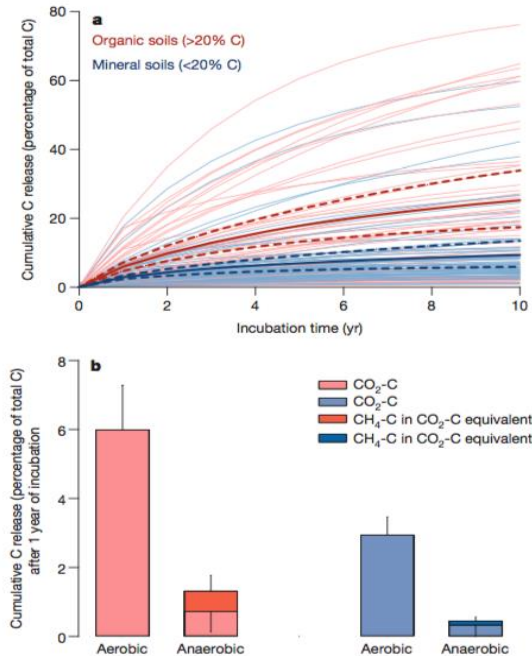 a
Organic soils (>20% C)
Mineral soils (<20% C)
Cumulative C release (percentage of total C)
80
60
40
20
0
0 2 4 6 8 10
Incubation time (yr)
b
CO₂-C
CO₂-C
CH₄-C in CO₂-C equivalent
CH₄-C in CO₂-C equivalent
Cumulative C release (percentage of total C)
after 1 year of incubation
8
6
4
2
0
Aerobic Anaerobic Aerobic Anaerobic